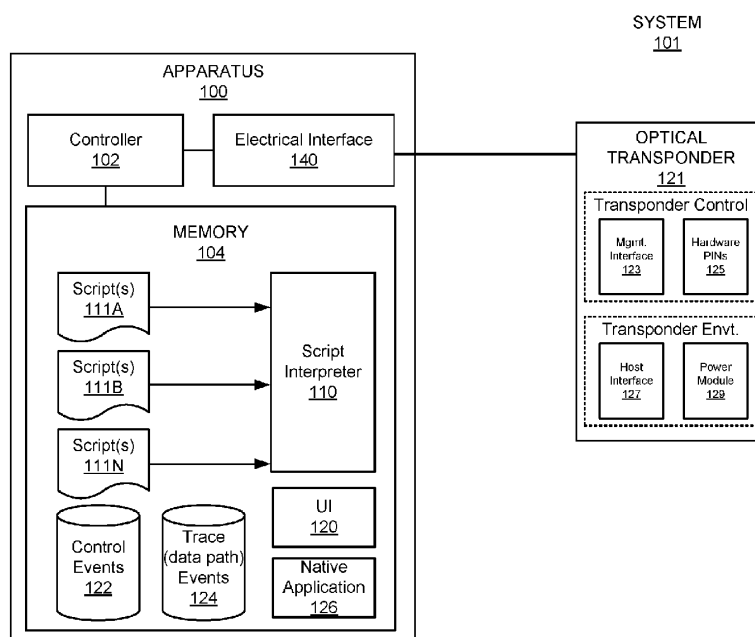 SYSTEM
101
APPARATUS
100
Controller
102
Electrical Interface
140
OPTICAL
TRANSPONDER
121
Transponder Control
Mgmt.
Interface
123
Hardware
PINs
125
Transponder Envt.
Host
Interface
127
Power
Module
129
MEMORY
104
Script(s)
111A
Script(s)
111B
Script(s)
111N
Script
Interpreter
110
Control
Events
122
Trace
(data path)
Events
124
UI
120
Native
Application
126